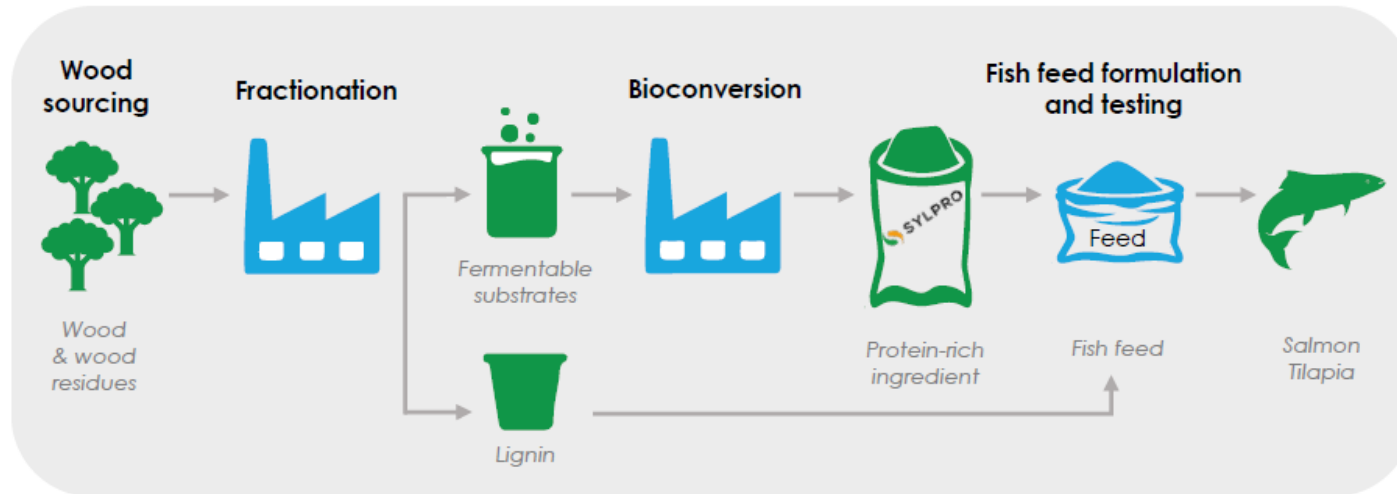 Wood
sourcing
Fractionation
Bioconversion
Fish feed formulation
and testing
SYLPRO
Feed
Fermentable
substrates
Wood
& wood
residues
Protein-rich
ingredient
Fish feed
Salmon
Tilapia
Lignin